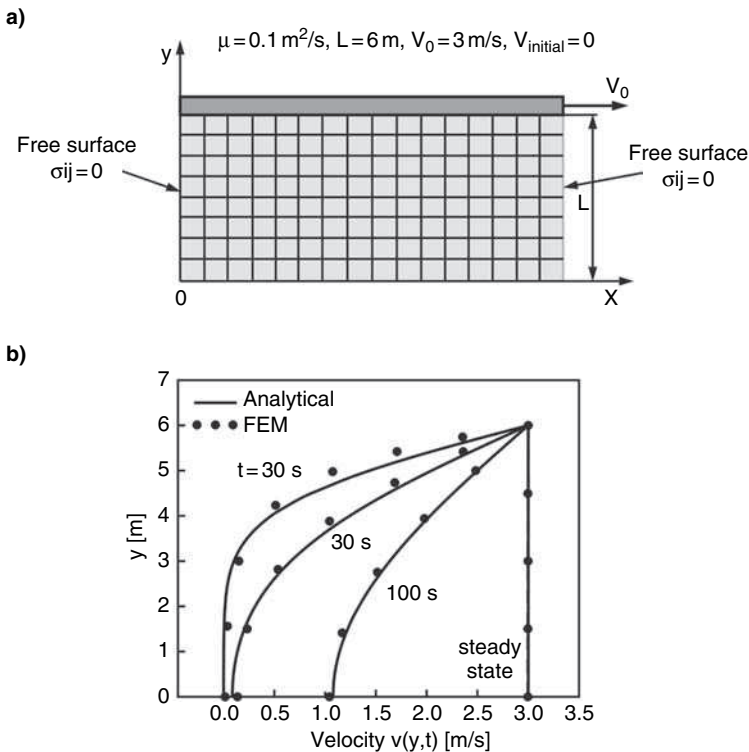 a)
μ = 0.1 m²/s, L = 6 m, V₀ = 3 m/s, Vinitial = 0
y
V₀
Free surface
σij = 0
Free surface
σij = 0
L
0
X
b)
7
6
5
4
3
2
1
0
y [m]
Analytical
FEM
t = 30 s
30 s
100 s
steady
state
0.0 0.5 1.0 1.5 2.0 2.5 3.0 3.5
Velocity v(y,t) [m/s]